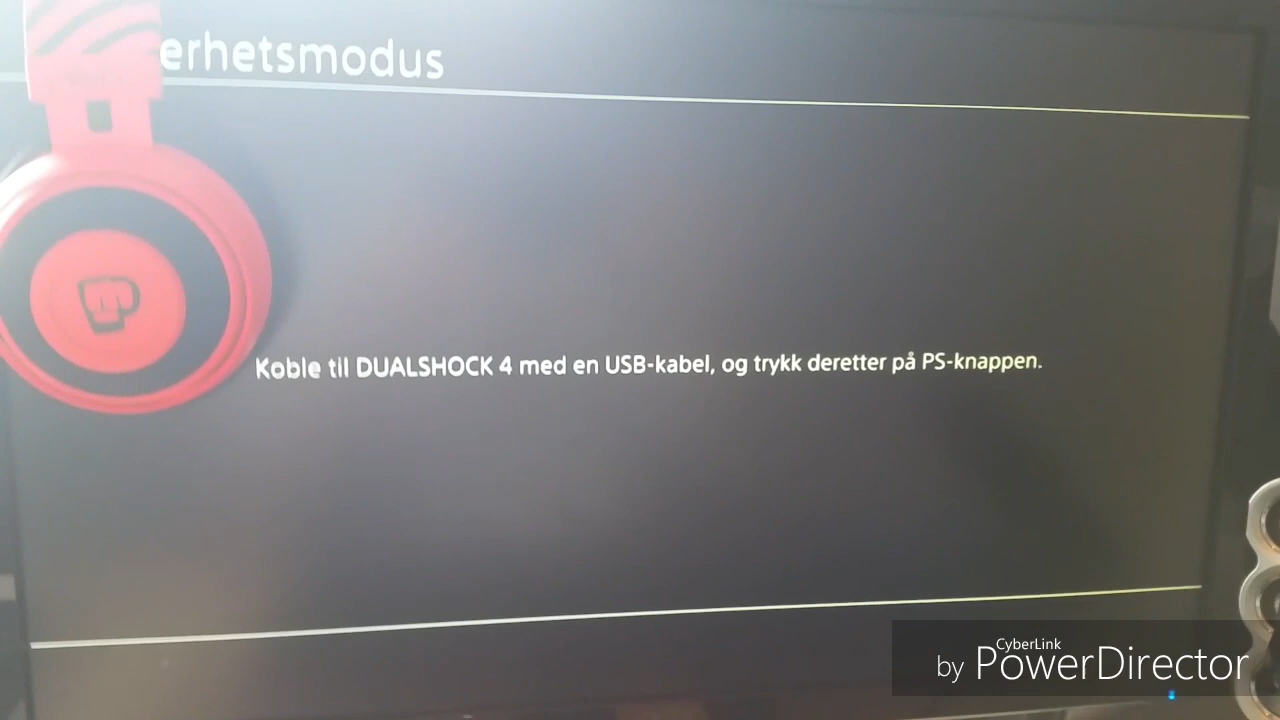 erhetsmodus
Koble til DUALSHOCK 4 med en USB-kabel, og trykk deretter på PS-knappen.
CyberLink
by PowerDirector